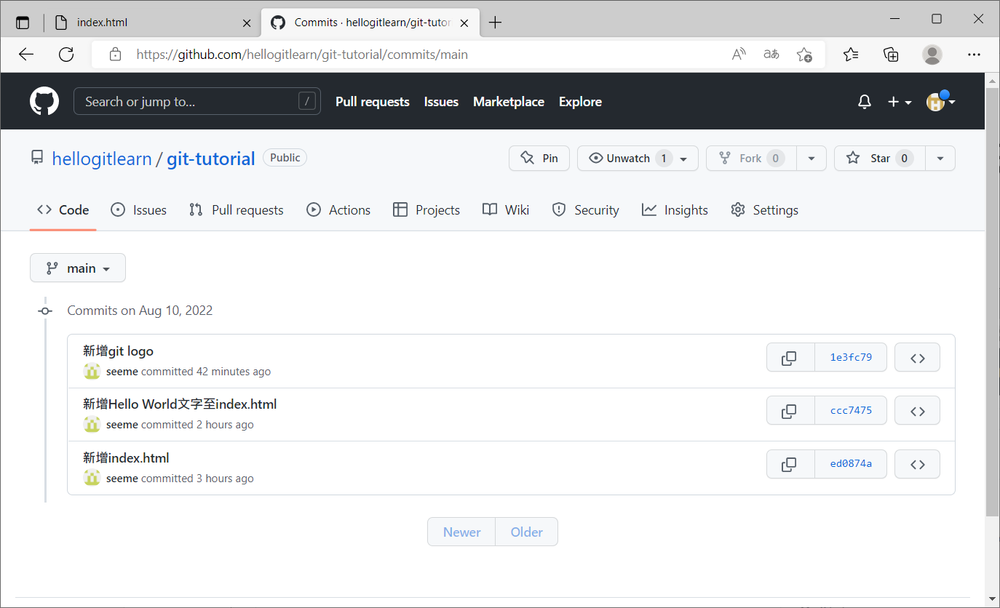 index.html
Commits · hellogitlearn/git-tutor
https://github.com/hellogitlearn/git-tutorial/commits/main
Search or jump to... / Pull requests Issues Marketplace Explore
hellogitlearn / git-tutorial Public Pin Unwatch 1 Fork 0 Star 0
Code Issues Pull requests Actions Projects Wiki Security Insights Settings
main
Commits on Aug 10, 2022
新增git logo 1e3fc79
seeme committed 42 minutes ago
新增Hello World文字至index.html ccc7475
seeme committed 2 hours ago
新增index.html ed0874a
seeme committed 3 hours ago
Newer Older